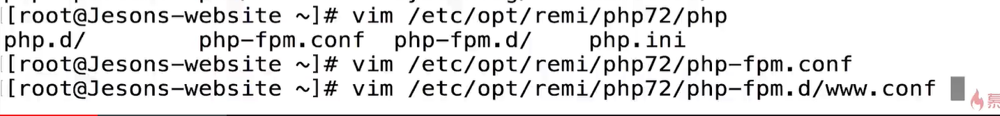 [root@Jesons-website ~]# vim /etc/opt/remi/php72/php
php.d/ php-fpm.conf php-fpm.d/ php.ini
[root@Jesons-website ~]# vim /etc/opt/remi/php72/php-fpm.conf
[root@Jesons-website ~]# vim /etc/opt/remi/php72/php-fpm.d/www.conf